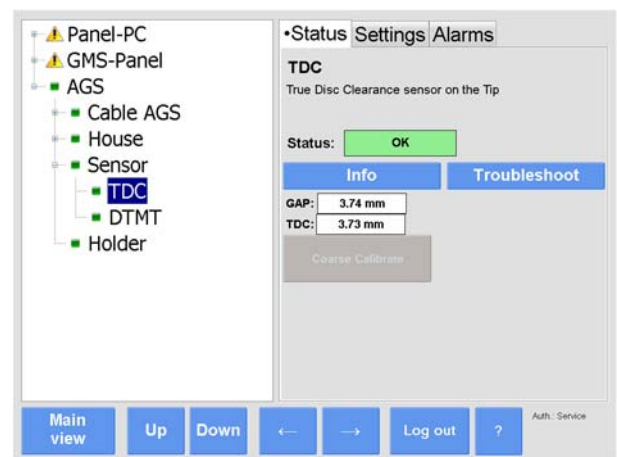 Panel-PC
GMS-Panel
AGS
Cable AGS
House
Sensor
TDC
DTMT
Holder
•Status Settings Alarms
TDC
True Disc Clearance sensor on the Tip
Status: OK
Info Troubleshoot
GAP: 3.74 mm
TDC: 3.73 mm
Coarse Calibrate
Main view Up Down ← → Log out ? Auth.: Service